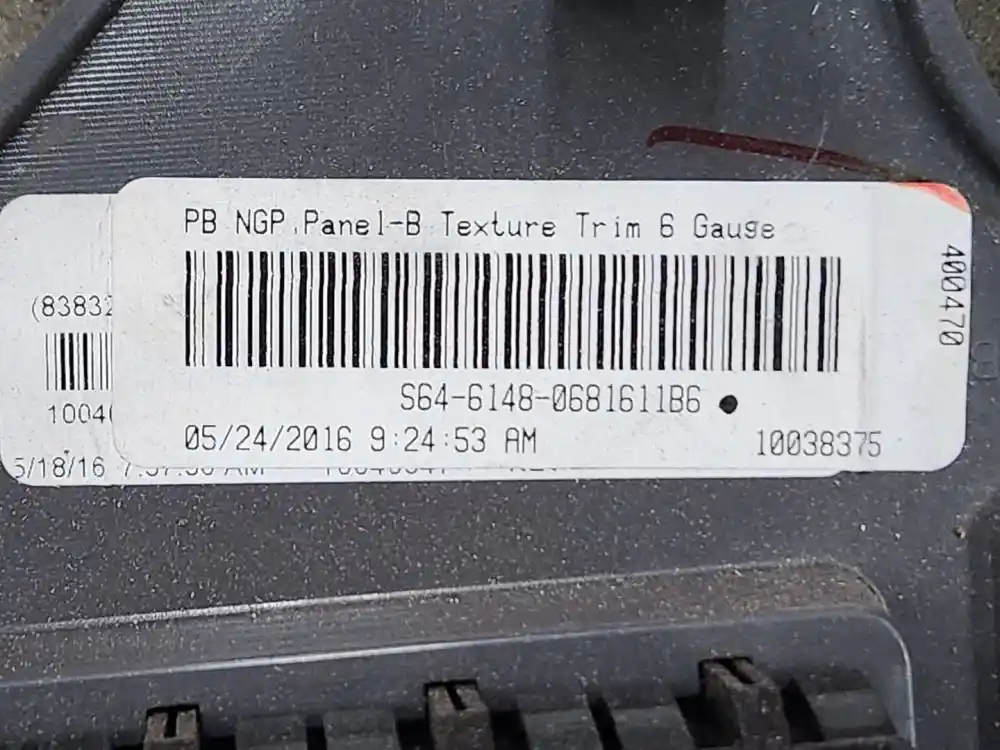 PB NGP Panel-B Texture Trim 6 Gauge
400470
(83832
S64-6148-0681611B6
1004
05/24/2016 9:24:53 AM
10038375
5/18/16